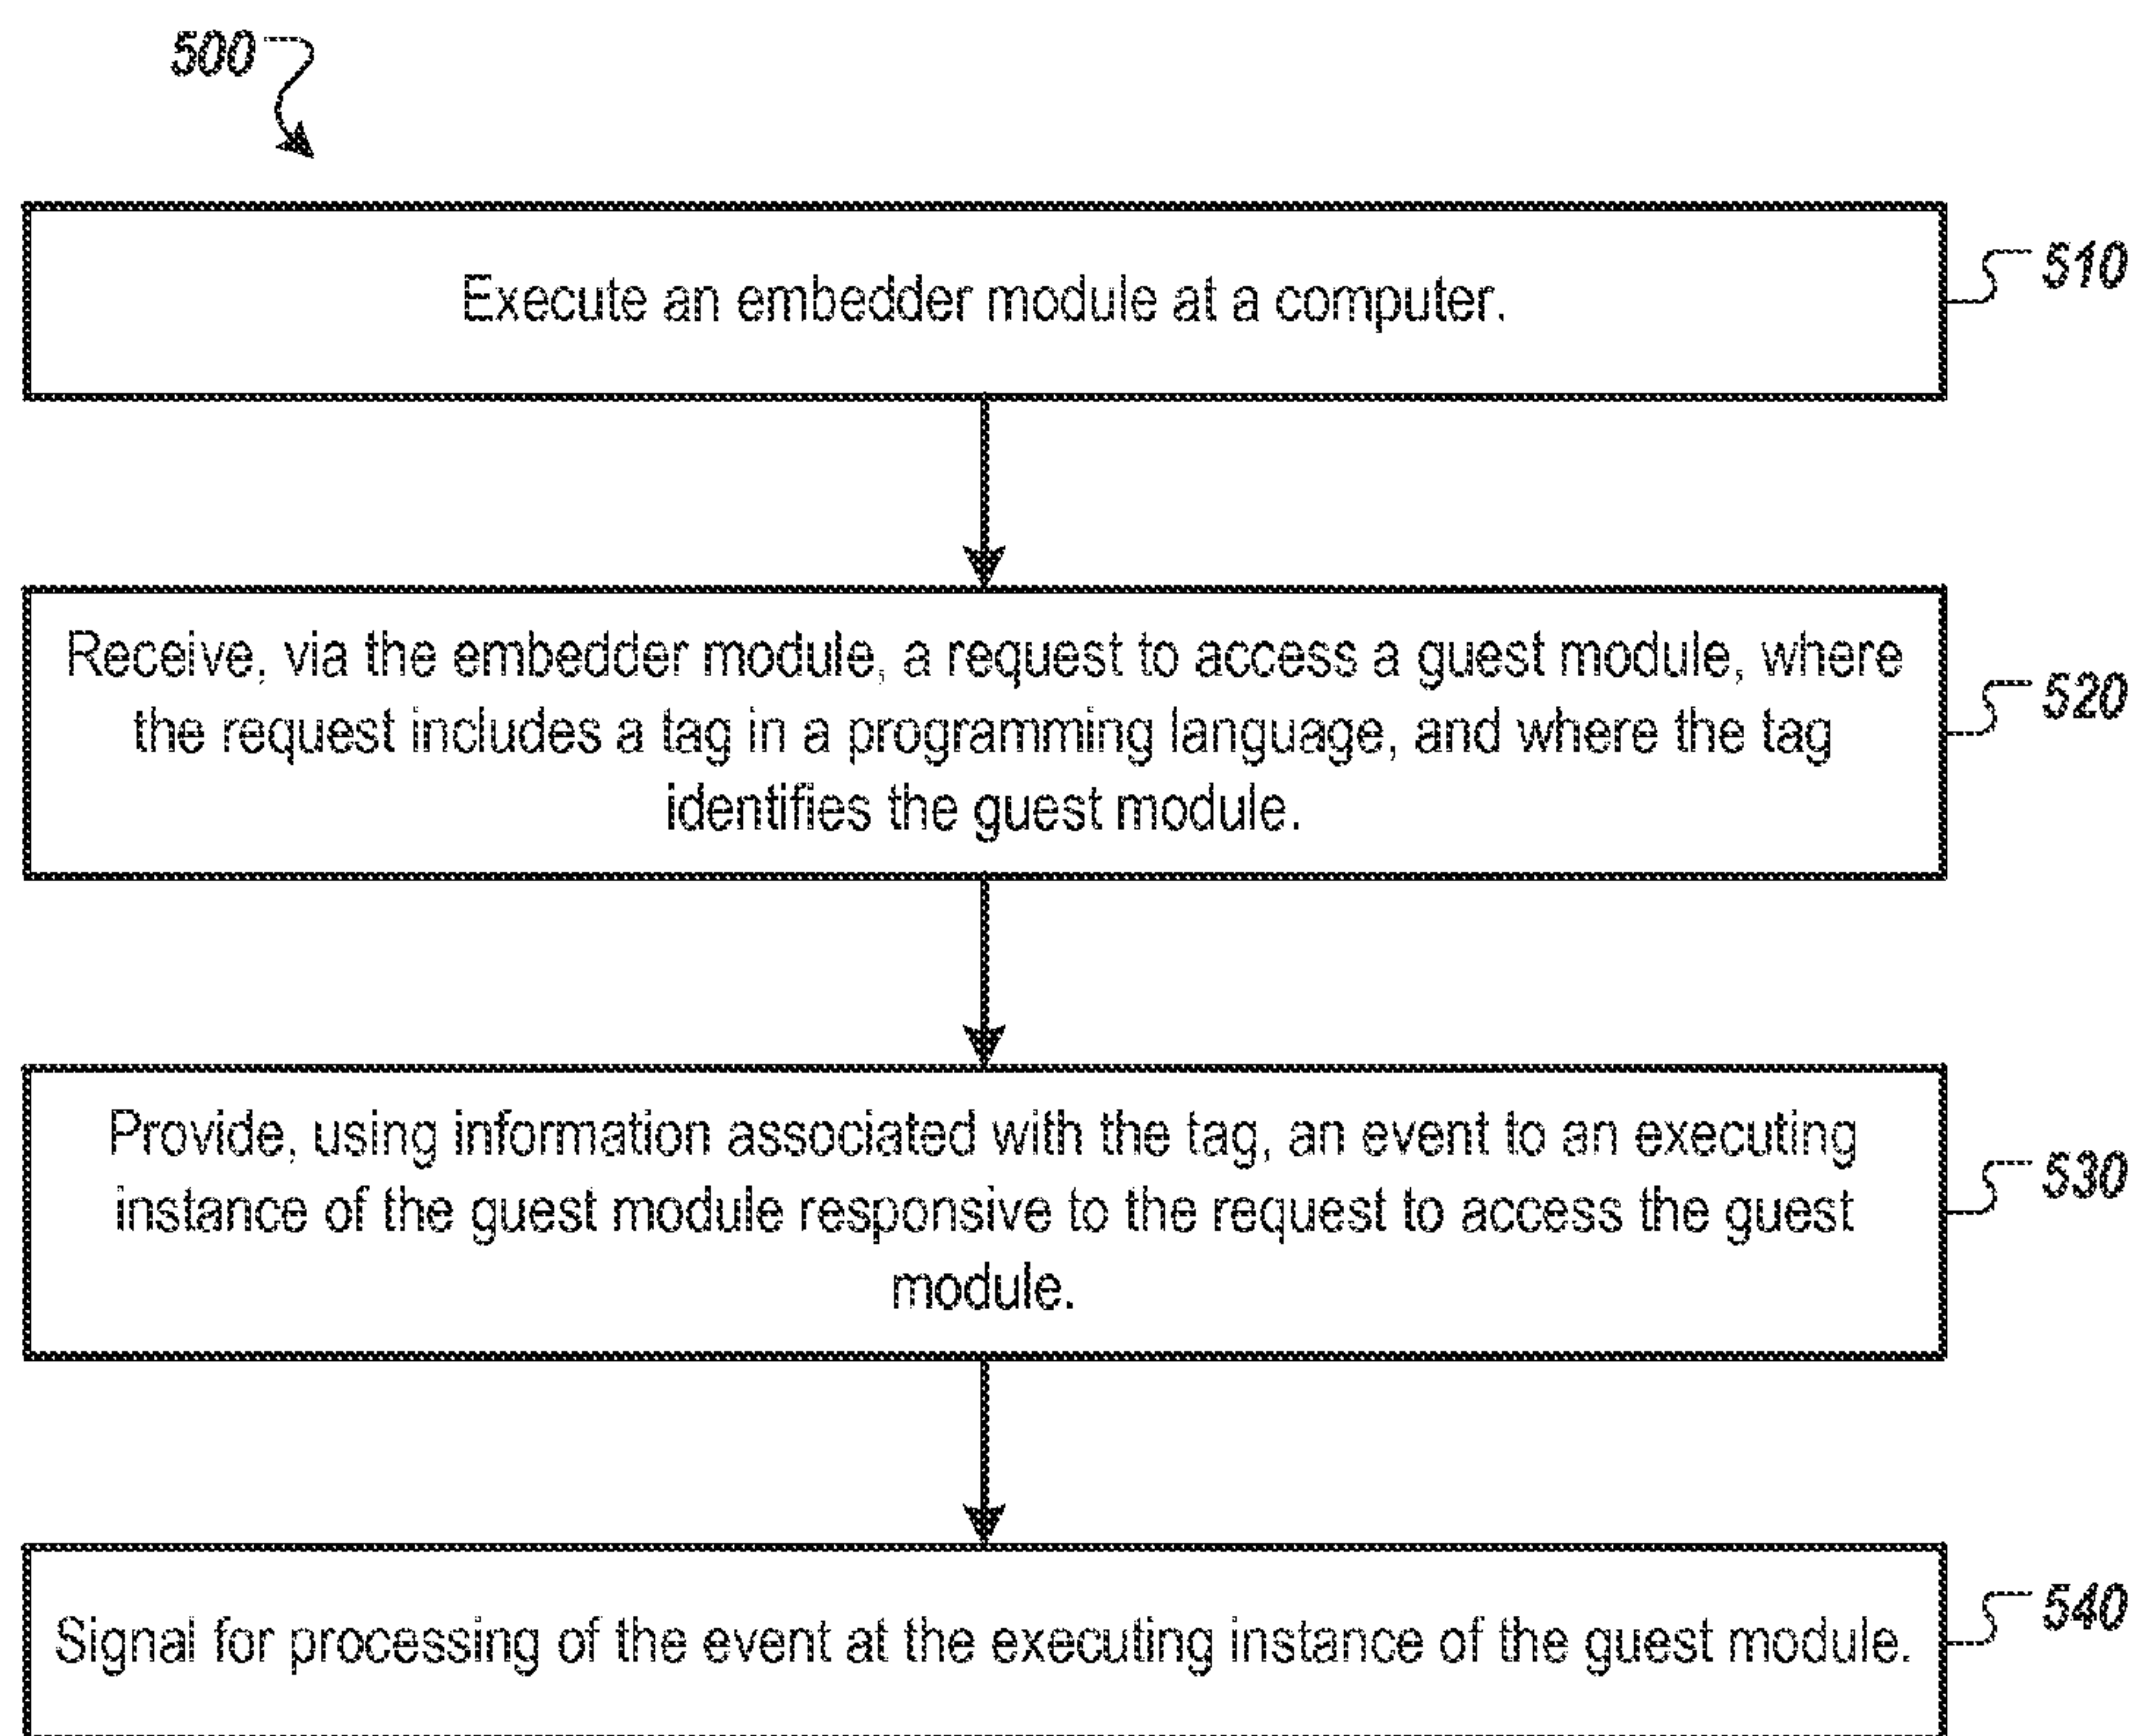 500
Execute an embedder module at a computer.
510
Receive, via the embedder module, a request to access a guest module, where
the request includes a tag in a programming language, and where the tag
identifies the guest module.
520
Provide, using information associated with the tag, an event to an executing
instance of the guest module responsive to the request to access the guest
module.
530
Signal for processing of the event at the executing instance of the guest module.
540